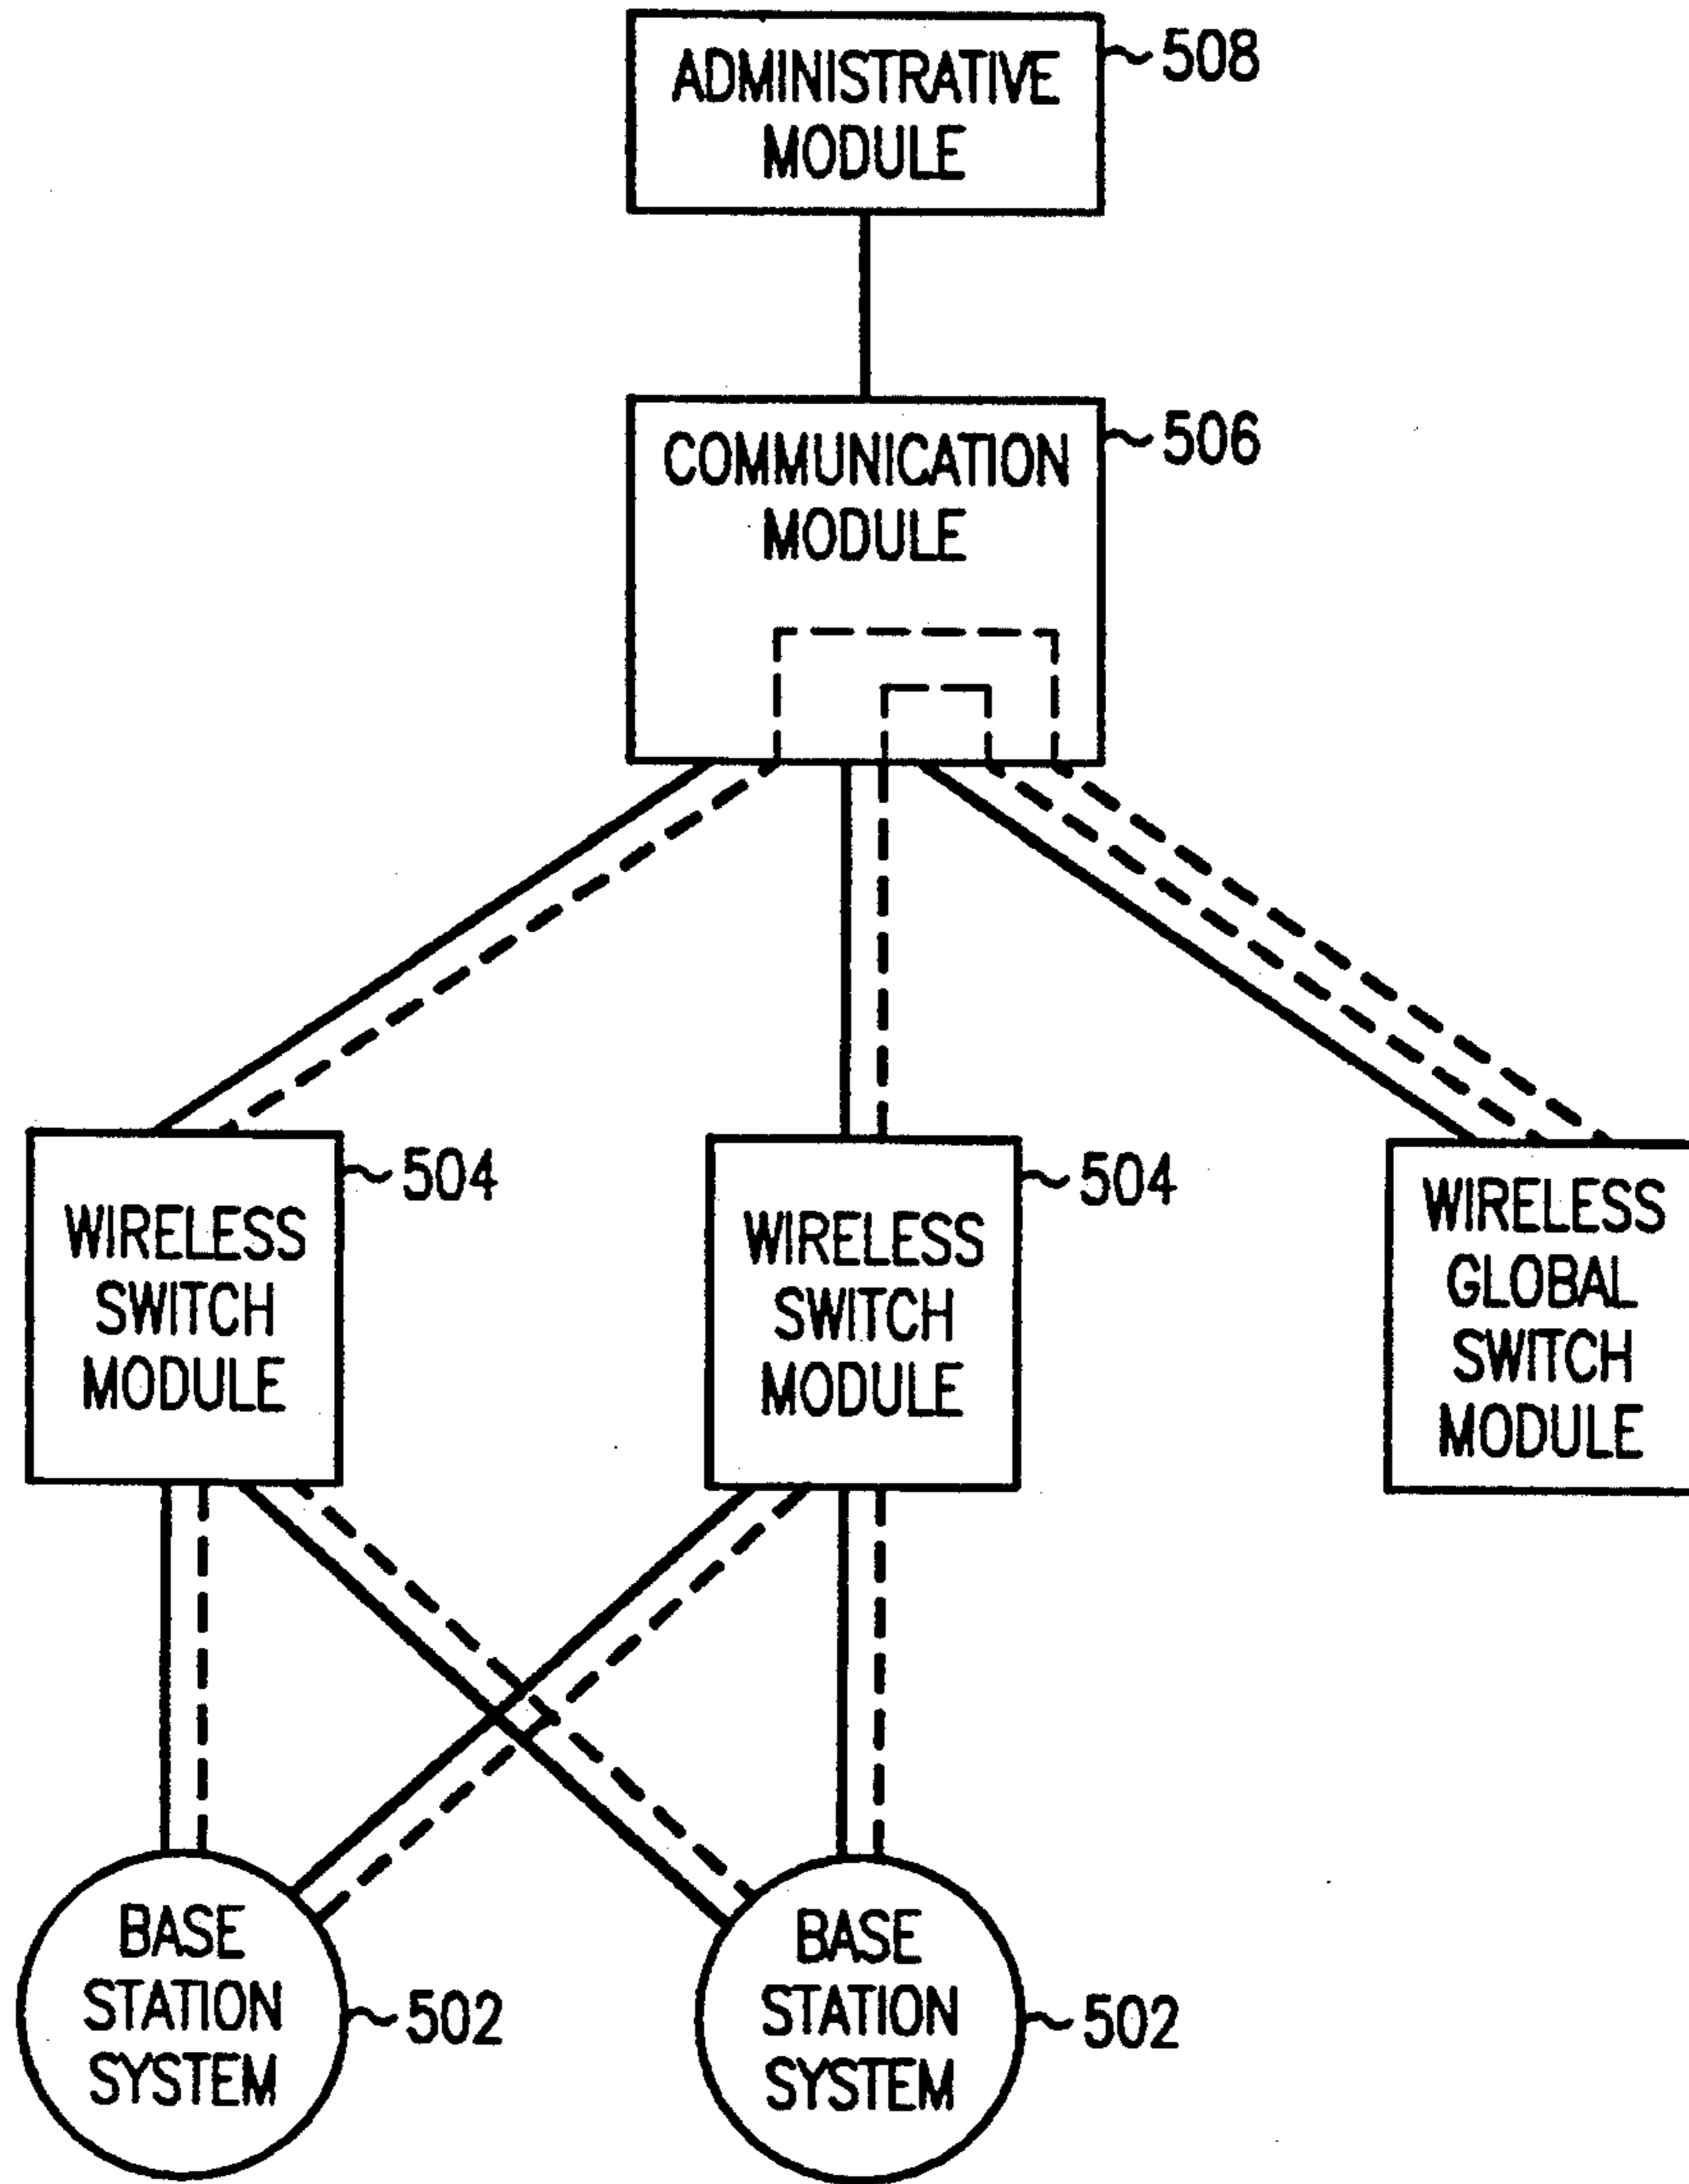 ADMINISTRATIVE
MODULE
508
COMMUNICATION
MODULE
506
WIRELESS
SWITCH
MODULE
504
WIRELESS
SWITCH
MODULE
504
WIRELESS
GLOBAL
SWITCH
MODULE
BASE
STATION
SYSTEM
502
BASE
STATION
SYSTEM
502